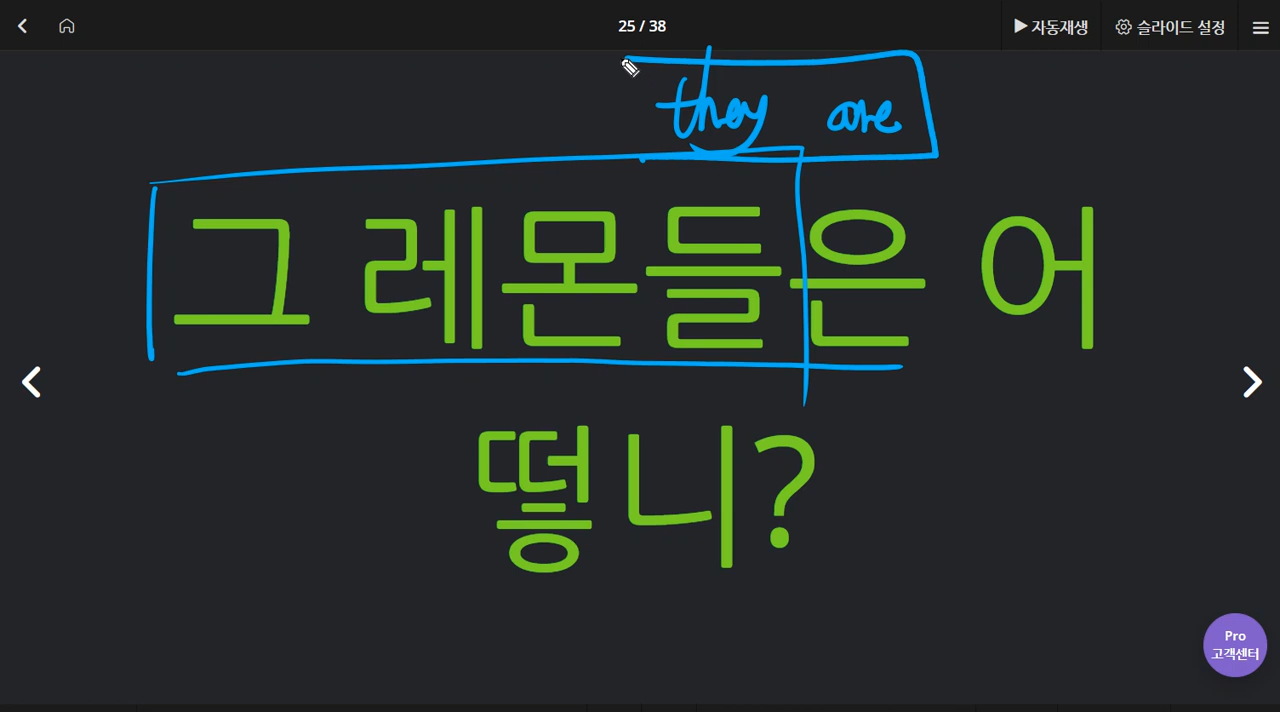 25 / 38
자동재생
슬라이드 설정
they are
그 레몬들은 어
떻니?
Pro
고객센터